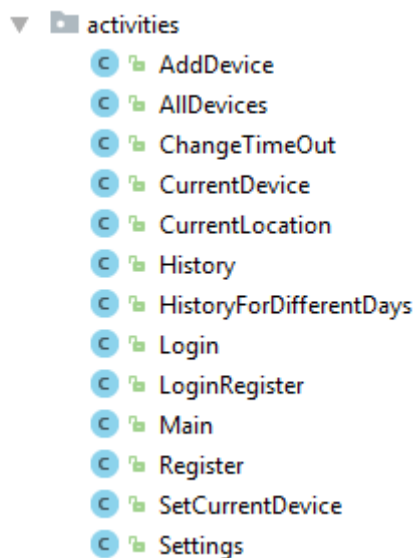 activities
C AddDevice
C AllDevices
C ChangeTimeOut
C CurrentDevice
C CurrentLocation
C History
C HistoryForDifferentDays
C Login
C LoginRegister
C Main
C Register
C SetCurrentDevice
C Settings